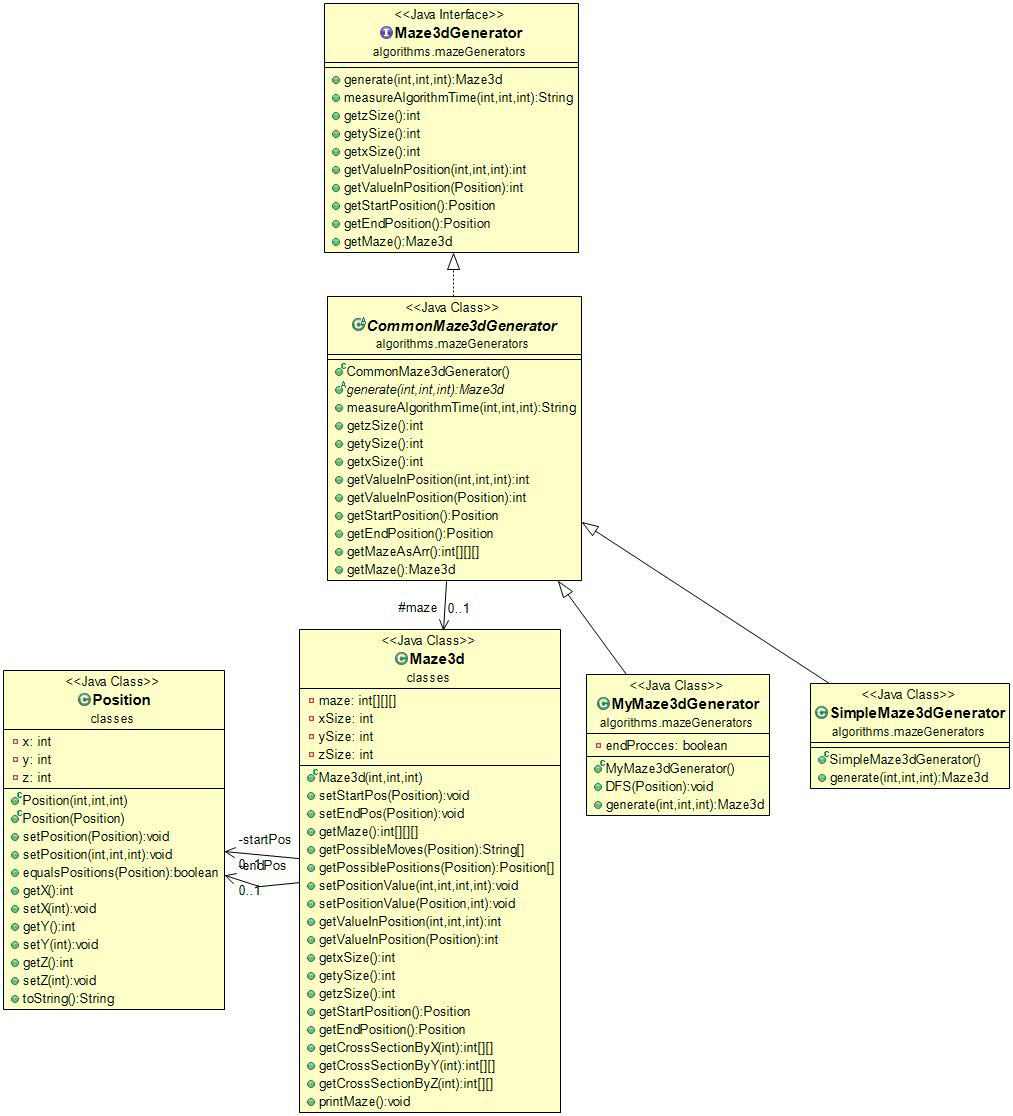 <<Java Interface>>
Maze3dGenerator
algorithms.mazeGenerators
generate(int,int,int):Maze3d
measureAlgorithmTime(int,int,int):String
getzSize():int
getySize():int
getxSize():int
getValueInPosition(int,int,int):int
getValueInPosition(Position):int
getStartPosition():Position
getEndPosition():Position
getMaze():Maze3d
<<Java Class>>
CommonMaze3dGenerator
algorithms.mazeGenerators
CommonMaze3dGenerator()
generate(int,int,int):Maze3d
measureAlgorithmTime(int,int,int):String
getzSize():int
getySize():int
getxSize():int
getValueInPosition(int,int,int):int
getValueInPosition(Position):int
getStartPosition():Position
getEndPosition():Position
getMazeAsArr():int[][][]
getMaze():Maze3d
#maze 0..1
<<Java Class>>
Position
classes
x: int
y: int
z: int
Position(int,int,int)
Position(Position)
setPosition(Position):void
setPosition(int,int,int):void
equalsPositions(Position):boolean
getX():int
setX(int):void
getY():int
setY(int):void
getZ():int
setZ(int):void
toString():String
-startPos
0..1
-endPos
0..1
<<Java Class>>
Maze3d
classes
maze: int[][][]
xSize: int
ySize: int
zSize: int
Maze3d(int,int,int)
setStartPos(Position):void
setEndPos(Position):void
getMaze():int[][][]
getPossibleMoves(Position):String[]
getPossiblePositions(Position):Position[]
setPositionValue(int,int,int,int):void
setPositionValue(Position,int):void
getValueInPosition(int,int,int):int
getValueInPosition(Position):int
getxSize():int
getySize():int
getzSize():int
getStartPosition():Position
getEndPosition():Position
getCrossSectionByX(int):int[][]
getCrossSectionByY(int):int[][]
getCrossSectionByZ(int):int[][]
printMaze():void
<<Java Class>>
MyMaze3dGenerator
algorithms.mazeGenerators
endProcces: boolean
MyMaze3dGenerator()
DFS(Position):void
generate(int,int,int):Maze3d
<<Java Class>>
SimpleMaze3dGenerator
algorithms.mazeGenerators
SimpleMaze3dGenerator()
generate(int,int,int):Maze3d